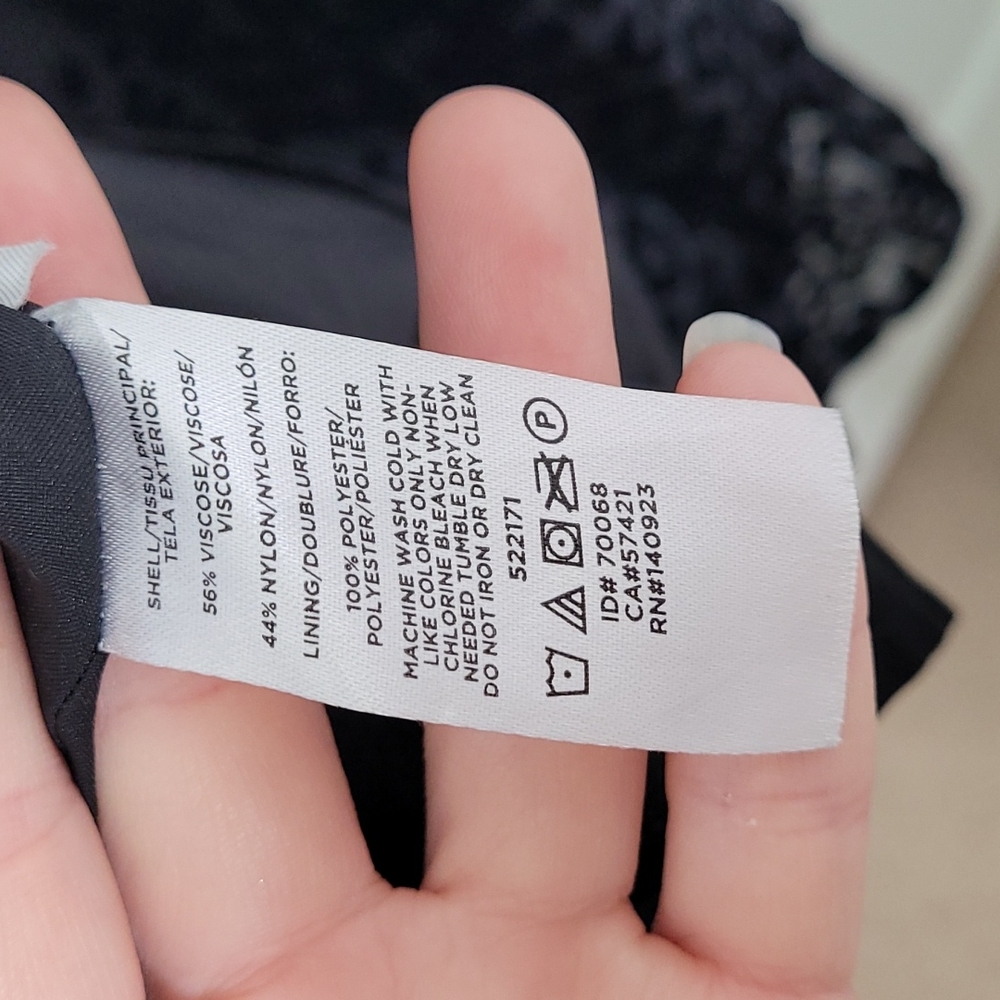 SHELL/TISSU PRINCIPAL/
TELA EXTERIOR:
56% VISCOSE/VISCOSE/
VISCOSA
44% NYLON/NYLON/NILÓN
LINING/DOUBLURE/FORRO:
100% POLYESTER/
POLYESTER/POLIÉSTER
MACHINE WASH COLD WITH
LIKE COLORS ONLY NON-
CHLORINE BLEACH WHEN
NEEDED TUMBLE DRY LOW
DO NOT IRON OR DRY CLEAN
522171
P
ID# 70068
CA#57421
RN#140923